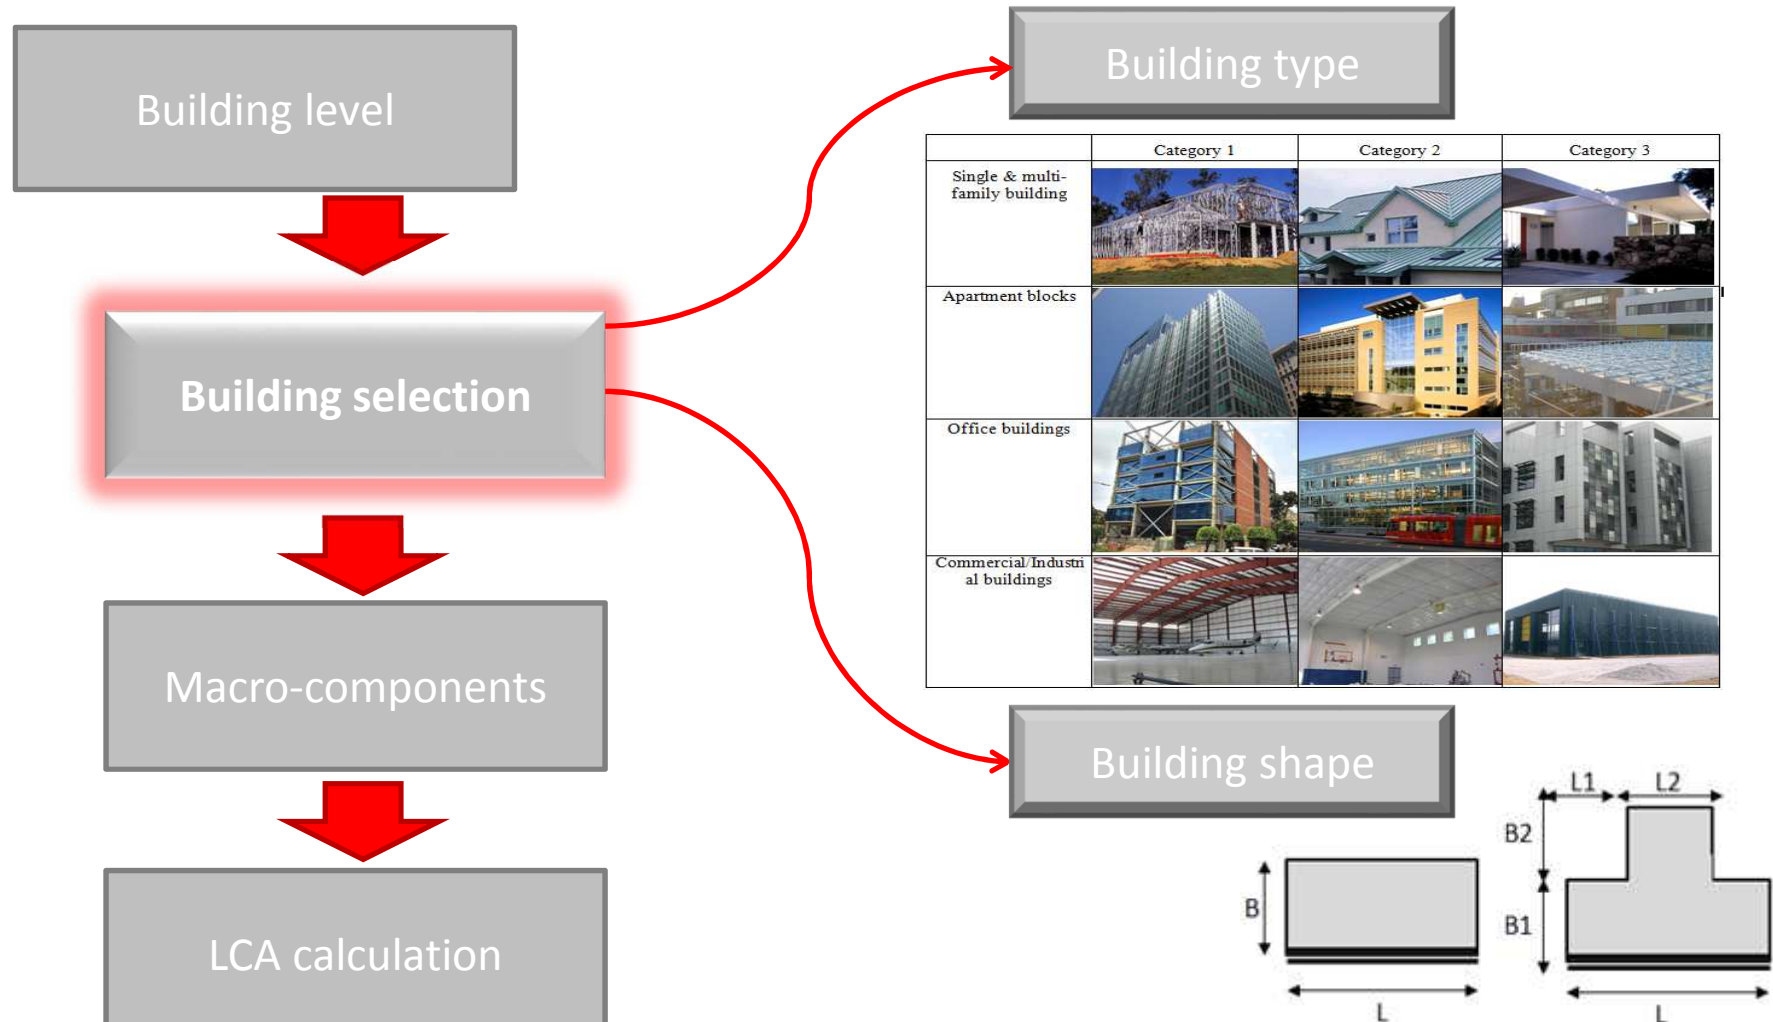 Building level
Building selection
Macro-components
LCA calculation
Building type
Category 1 Category 2 Category 3
Single & multi-
family building
Apartment blocks
Office buildings
Commercial/Industri
al buildings
Building shape
B
L
L1 L2
B2
B1
L